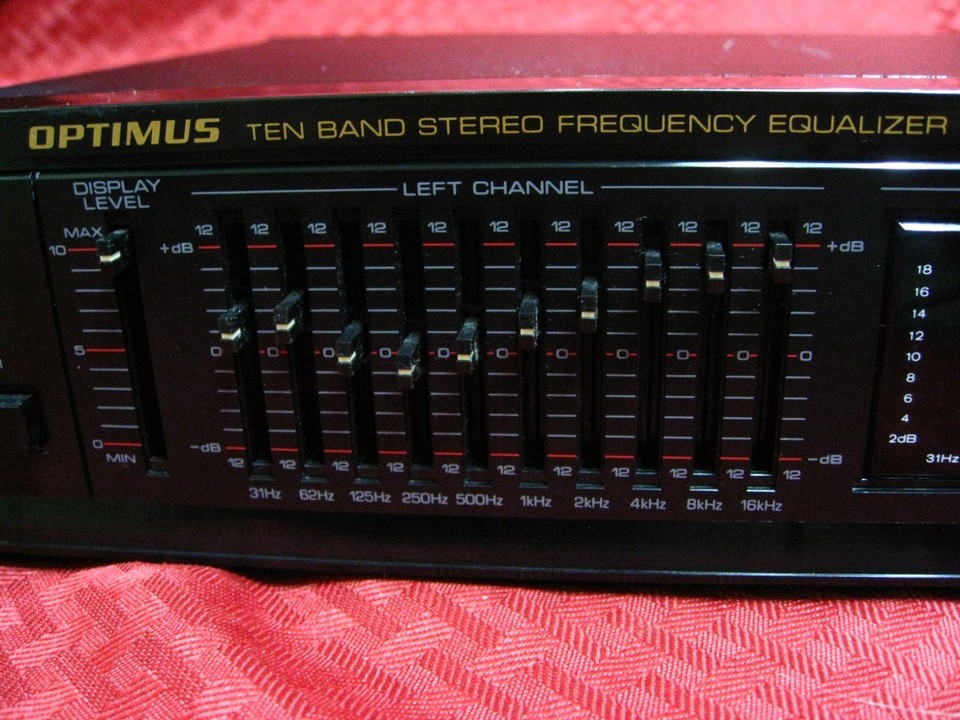 OPTIMUS TEN BAND STEREO FREQUENCY EQUALIZER
DISPLAY
LEVEL
LEFT CHANNEL
MAX
12 12 12 12 12 12 12 12 12 12 12
10 +dB +dB
18
16
14
12
5 0 0 0 0 0 0 0 0 0 0 0
10
8
6
4
0 -dB -dB
2dB
MIN 12 12 12 12 12 12 12 12 12 12 12
31Hz
31Hz 62Hz 125Hz 250Hz 500Hz 1kHz 2kHz 4kHz 8kHz 16kHz